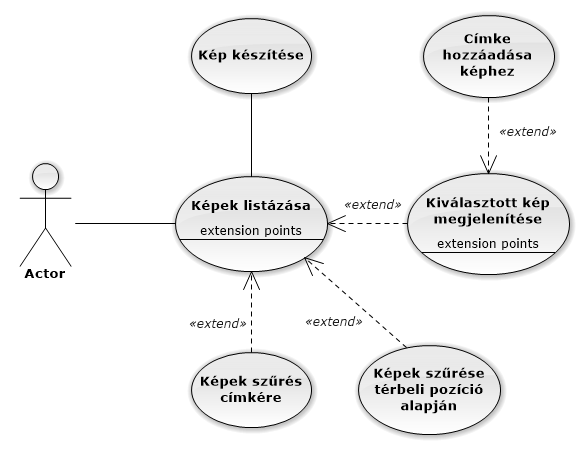 Kép készítése
Címke
hozzáadása
képhez
«extend»
Képek listázása
extension points
«extend»
Kiválasztott kép
megjelenítése
extension points
Actor
«extend»
«extend»
Képek szűrés
címkére
Képek szűrése
térbeli pozíció
alapján